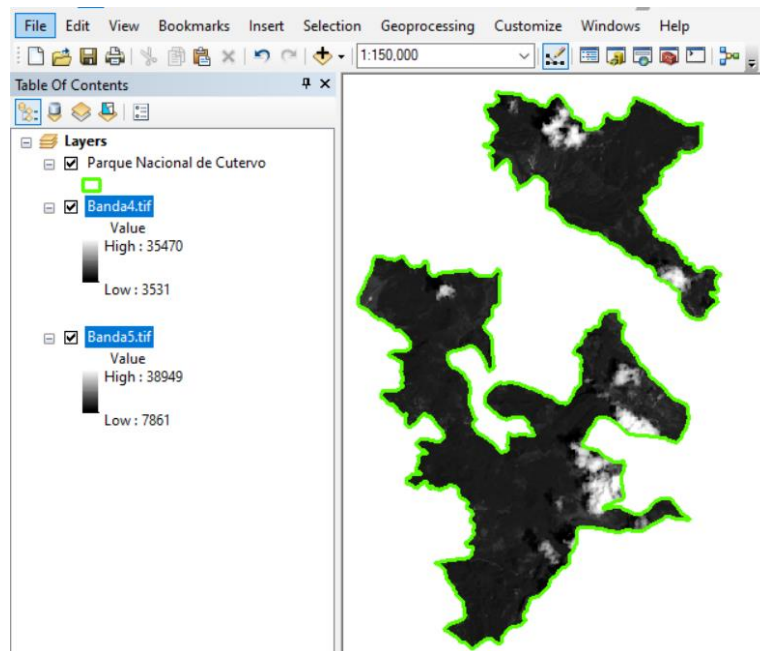 File Edit View Bookmarks Insert Selection Geoprocessing Customize Windows Help
1:150,000
Table Of Contents
Layers
Parque Nacional de Cutervo
Banda4.tif
Value
High : 35470
Low : 3531
Banda5.tif
Value
High : 38949
Low : 7861